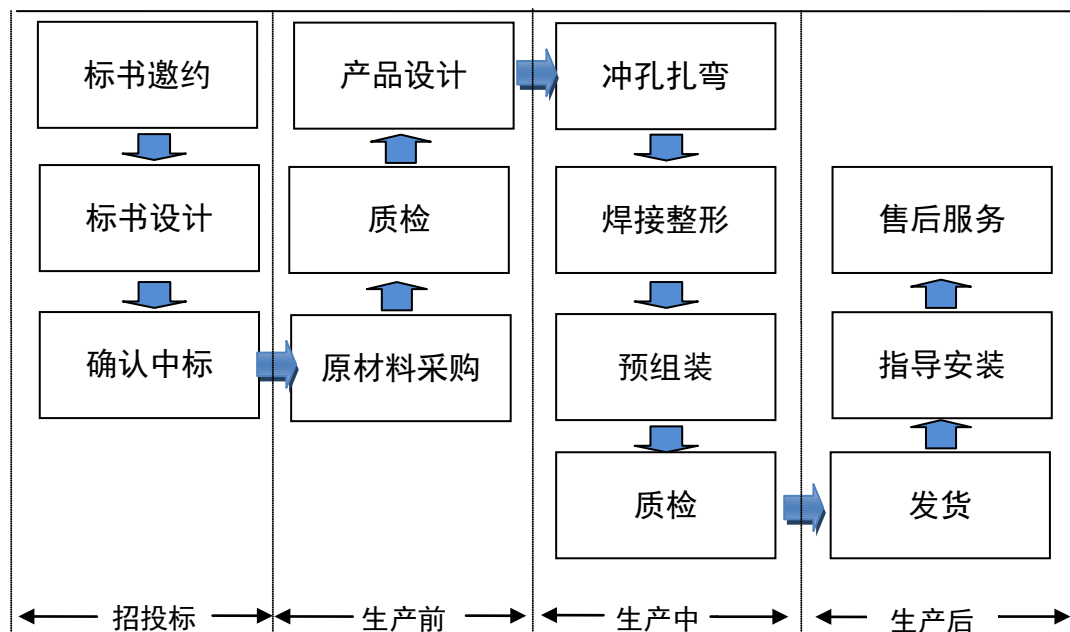 标书邀约
产品设计
冲孔扎弯
标书设计
质检
焊接整形
售后服务
确认中标
原材料采购
预组装
指导安装
质检
发货
招投标
生产前
生产中
生产后